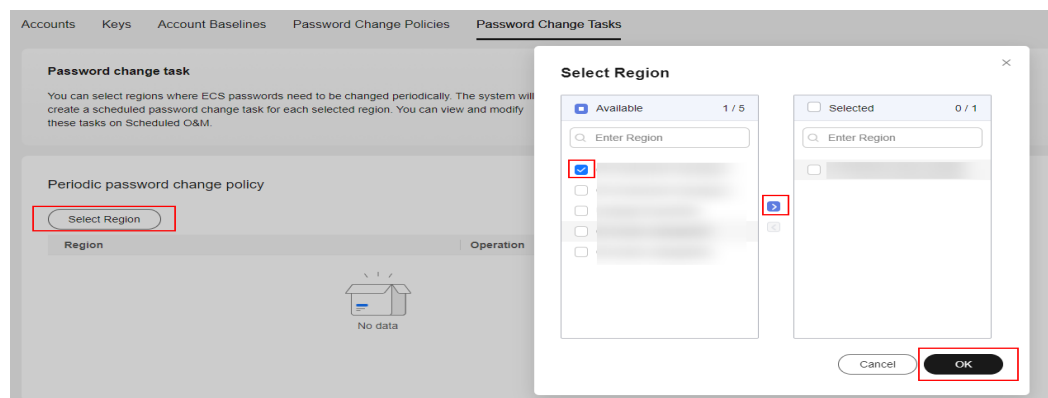 Accounts Keys Account Baselines Password Change Policies Password Change Tasks
Password change task
You can select regions where ECS passwords need to be changed periodically. The system will
create a scheduled password change task for each selected region. You can view and modify
these tasks on Scheduled O&M.
Periodic password change policy
Select Region
Region Operation
No data
Select Region
Available 1 / 5
Enter Region
Selected 0 / 1
Enter Region
Cancel OK